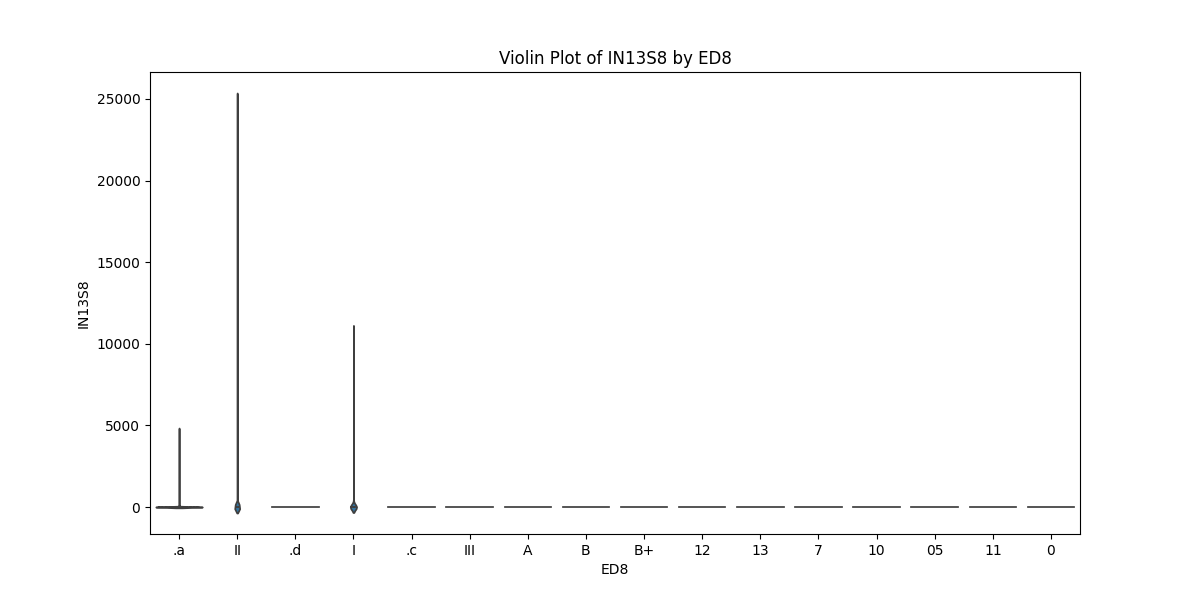 Violin Plot of IN13S8 by ED8
25000
20000
15000
10000
5000
0
IN13S8
.a II .d I .c III A B B+ 12 13 7 10 05 11 0
ED8